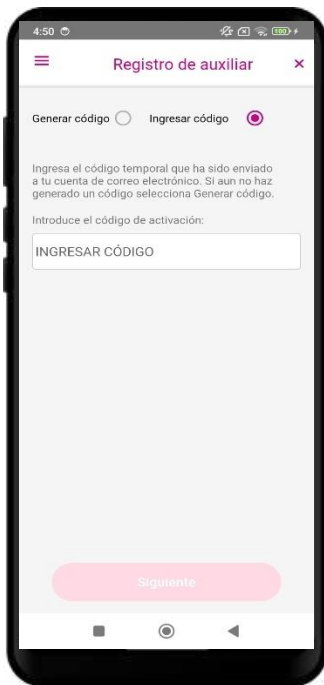 4:50
100
Registro de auxiliar
Generar código Ingresar código
Ingresa el código temporal que ha sido enviado
a tu cuenta de correo electrónico. Si aun no haz
generado un código selecciona Generar código.
Introduce el código de activación:
INGRESAR CÓDIGO
Siguiente